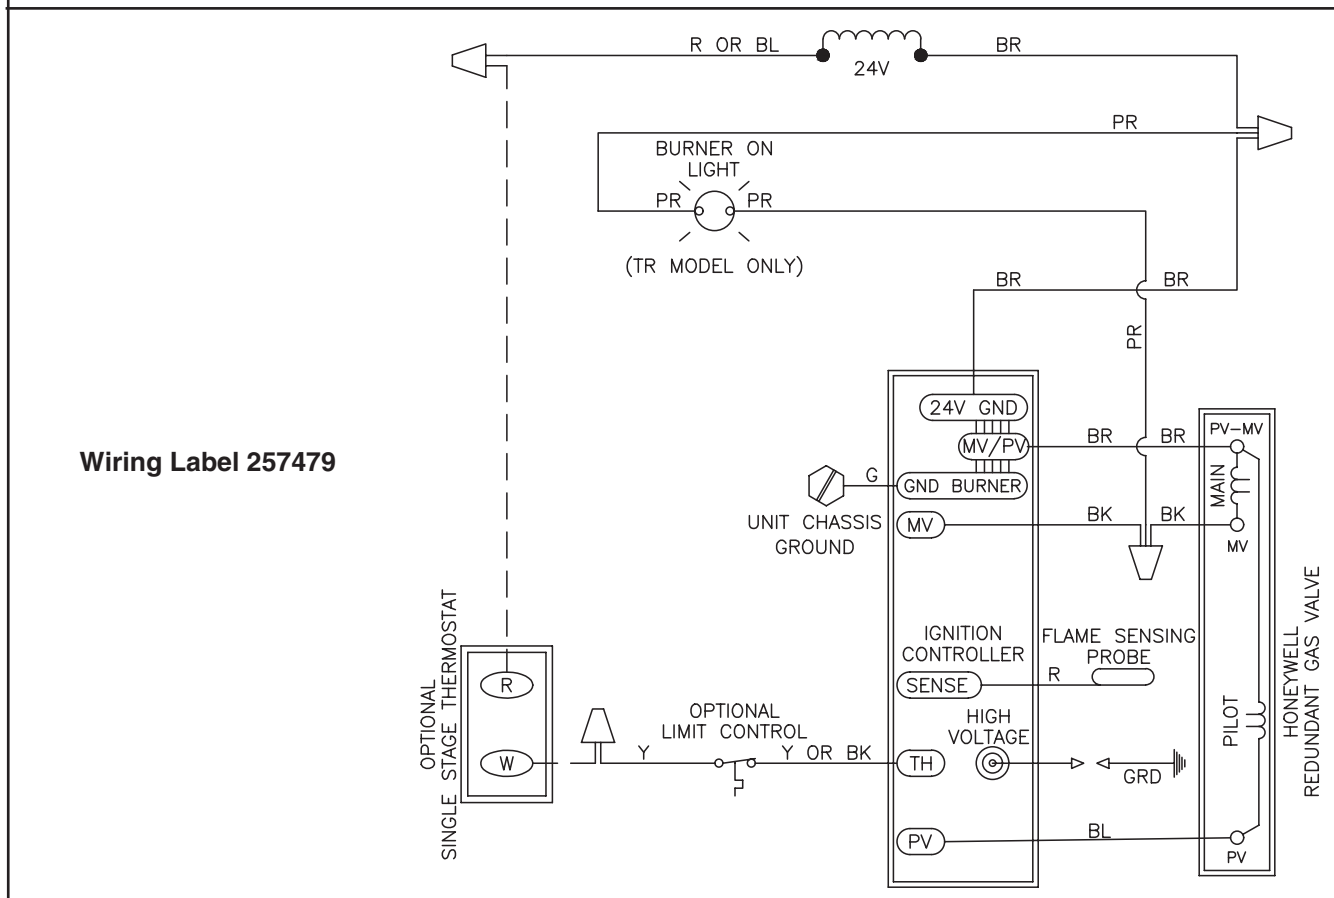 R OR BL
24V
BR
PR
BURNER ON
LIGHT
PR
PR
(TR MODEL ONLY)
BR
BR
PR
24V GND
MV/PV
BR
BR
PV-MV
Wiring Label 257479
G
GND BURNER
MAIN
UNIT CHASSIS
GROUND
MV
BK
BK
MV
OPTIONAL
SINGLE STAGE THERMOSTAT
R
IGNITION
CONTROLLER
FLAME SENSING
PROBE
SENSE
R
HONEYWELL
REDUNDANT GAS VALVE
PILOT
OPTIONAL
LIMIT CONTROL
HIGH
VOLTAGE
W
Y
Y OR BK
TH
GRD
PV
BL
PV